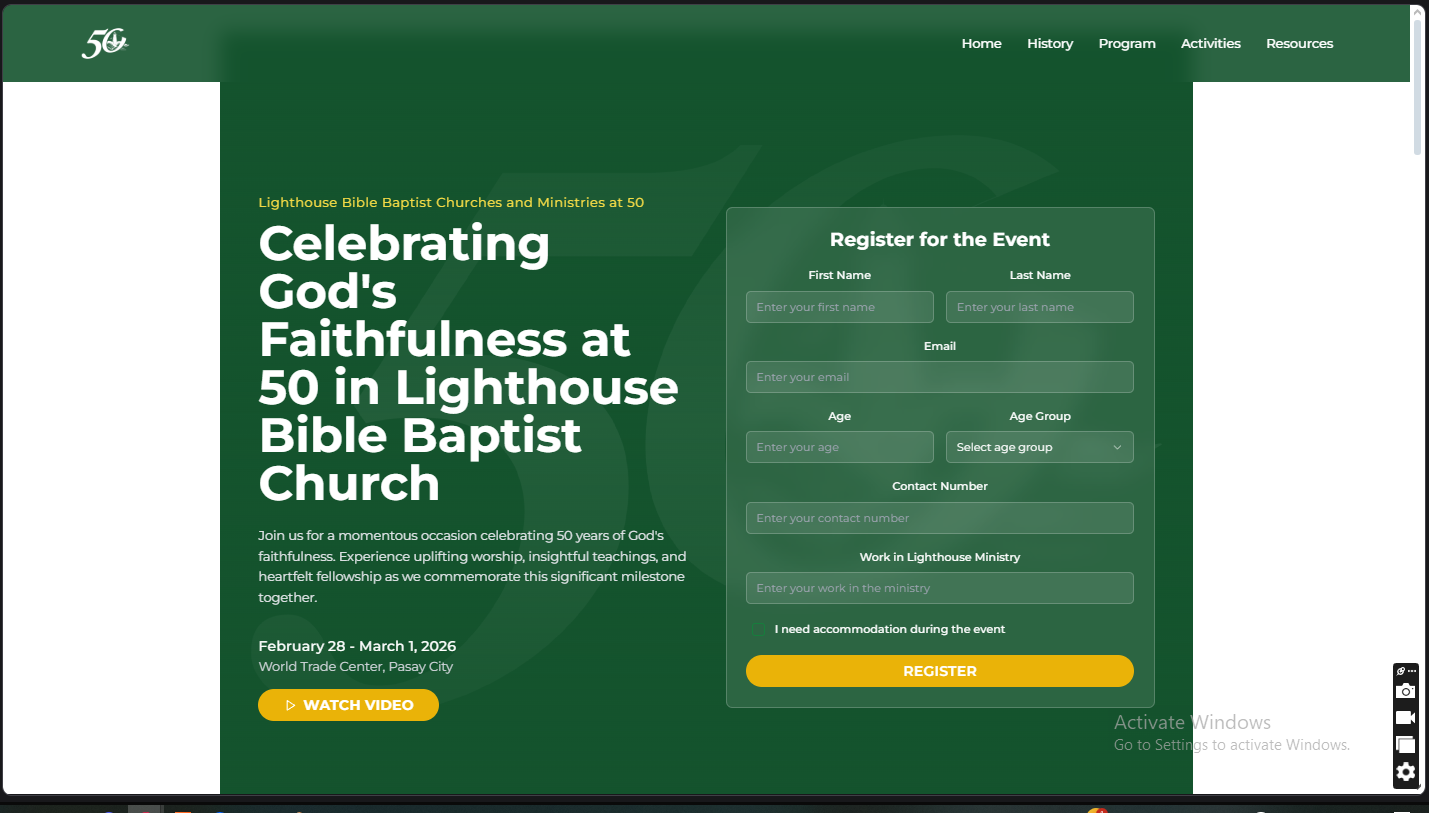 50
Home History Program Activities Resources
Lighthouse Bible Baptist Churches and Ministries at 50
Celebrating
God's
Faithfulness at
50 in Lighthouse
Bible Baptist
Church
Join us for a momentous occasion celebrating 50 years of God's
faithfulness. Experience uplifting worship, insightful teachings, and
heartfelt fellowship as we commemorate this significant milestone
together.
February 28 - March 1, 2026
World Trade Center, Pasay City
WATCH VIDEO
Register for the Event
First Name Last Name
Enter your first name Enter your last name
Email
Enter your email
Age Age Group
Enter your age Select age group
Contact Number
Enter your contact number
Work in Lighthouse Ministry
Enter your work in the ministry
I need accommodation during the event
REGISTER
Activate Windows
Go to Settings to activate Windows.